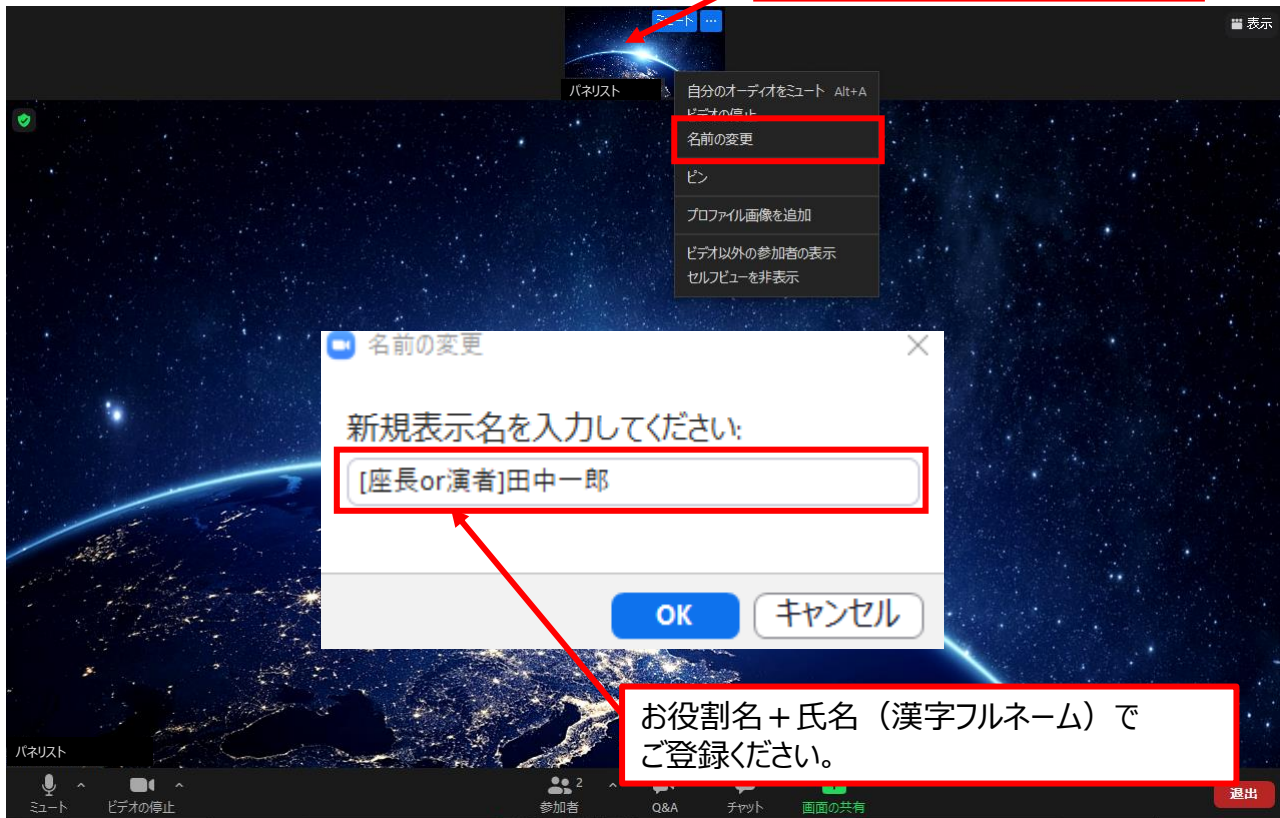 ミュート ...
表示
パネリスト
自分のオーディオをミュート Alt+A
ビデオの停止
名前の変更
ピン
プロファイル画像を追加
ビデオ以外の参加者の表示
セルフビューを非表示
名前の変更
新規表示名を入力してください:
[座長or演者]田中一郎
OK キャンセル
お役割名+氏名（漢字フルネーム）で
ご登録ください。
パネリスト
ミュート ビデオの停止 参加者 2 Q&A チャット 画面の共有 退出